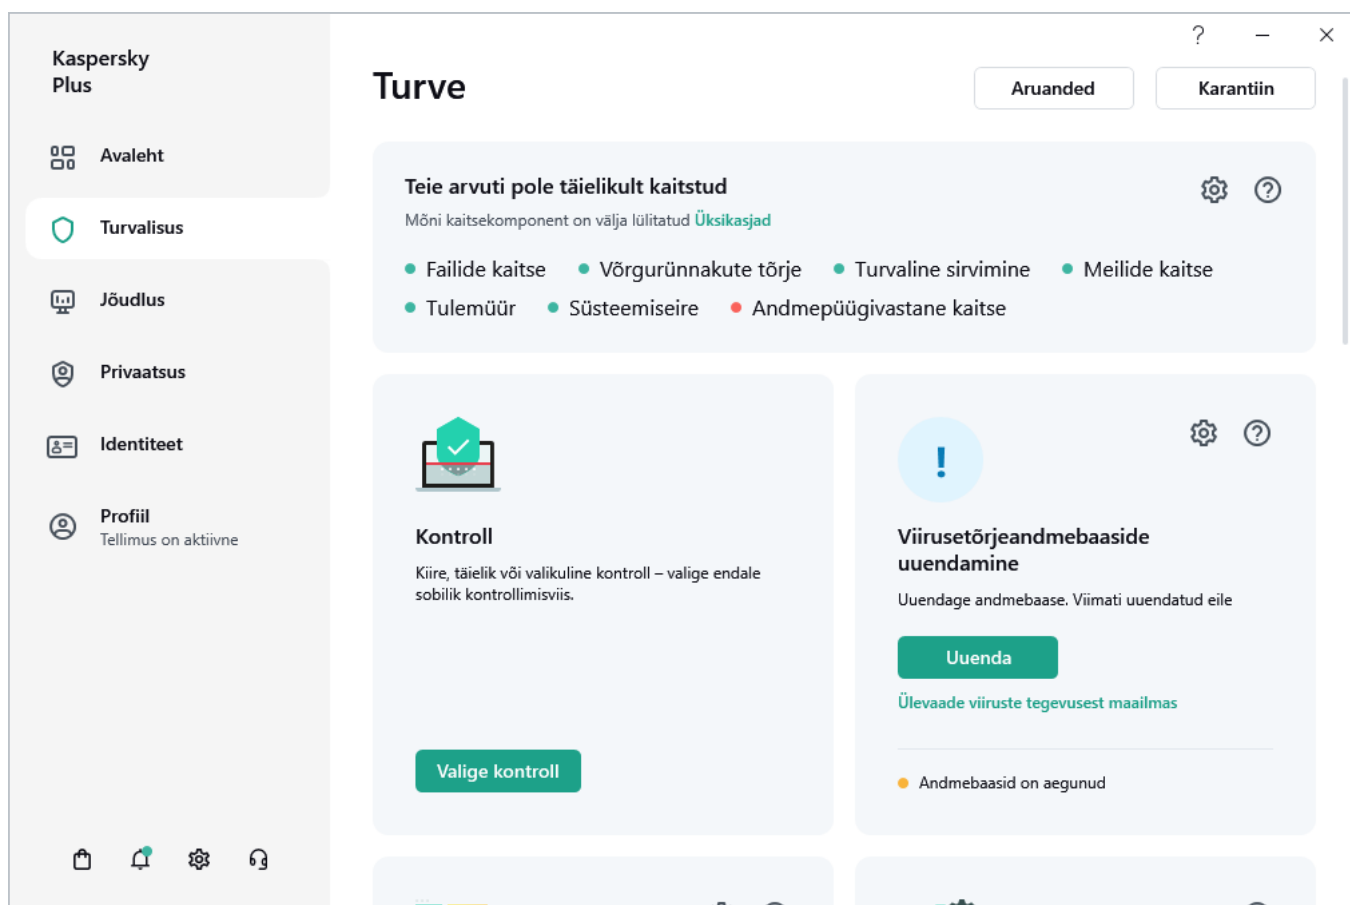 Kaspersky
Plus
Avaleht
Turvalisus
Jõudlus
Privaatsus
Identiteet
Profiil
Tellimus on aktiivne
Turve
Aruanded
Karantiin
Teie arvuti pole täielikult kaitstud
Mõni kaitsekomponent on välja lülitatud Üksikasjad
Failide kaitse Võrgurünnakute tõrje Turvaline sirvimine Meilide kaitse
Tulemüür Süsteemiseire Andmepüügivastane kaitse
Kontroll
Kiire, täielik või valikuline kontroll – valige endale
sobilik kontrollimisviis.
Valige kontroll
!
Viirusetõrjeandmebaaside
uuendamine
Uuendage andmebaase. Viimati uuendatud eile
Uuenda
Ülevaade viiruste tegevusest maailmas
Andmebaasid on aegunud